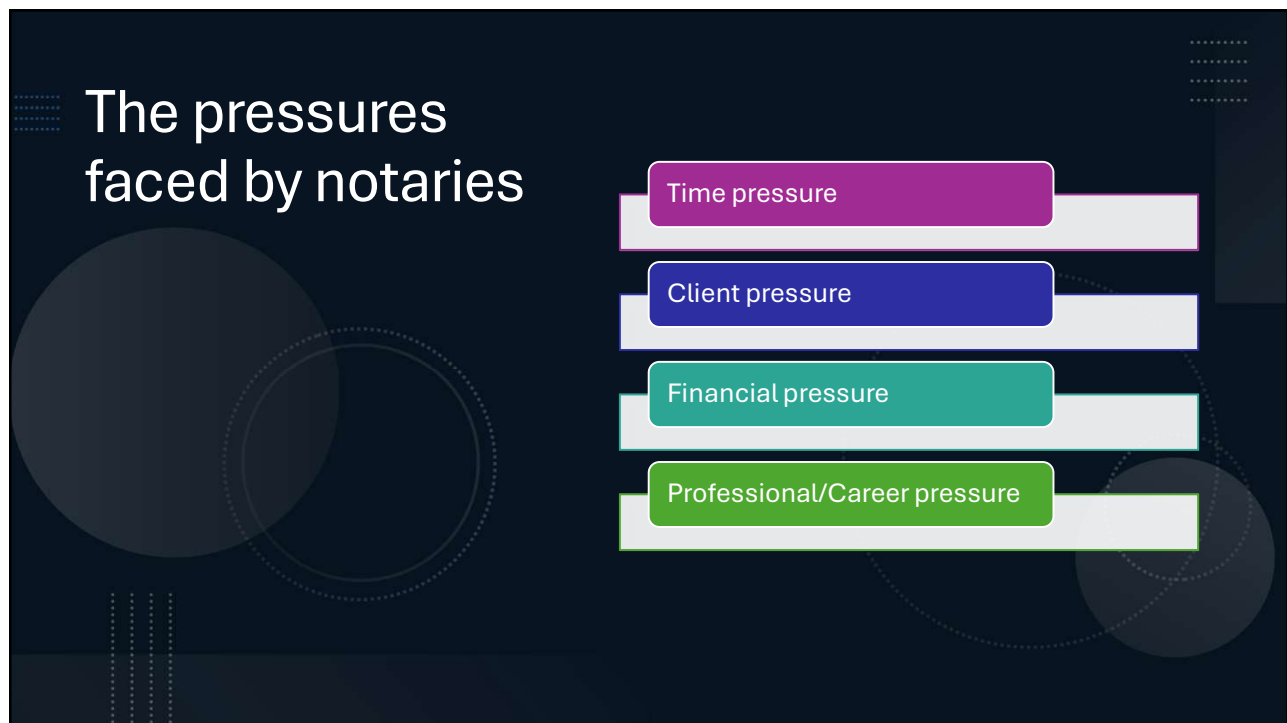 The pressures
faced by notaries
Time pressure
Client pressure
Financial pressure
Professional/Career pressure